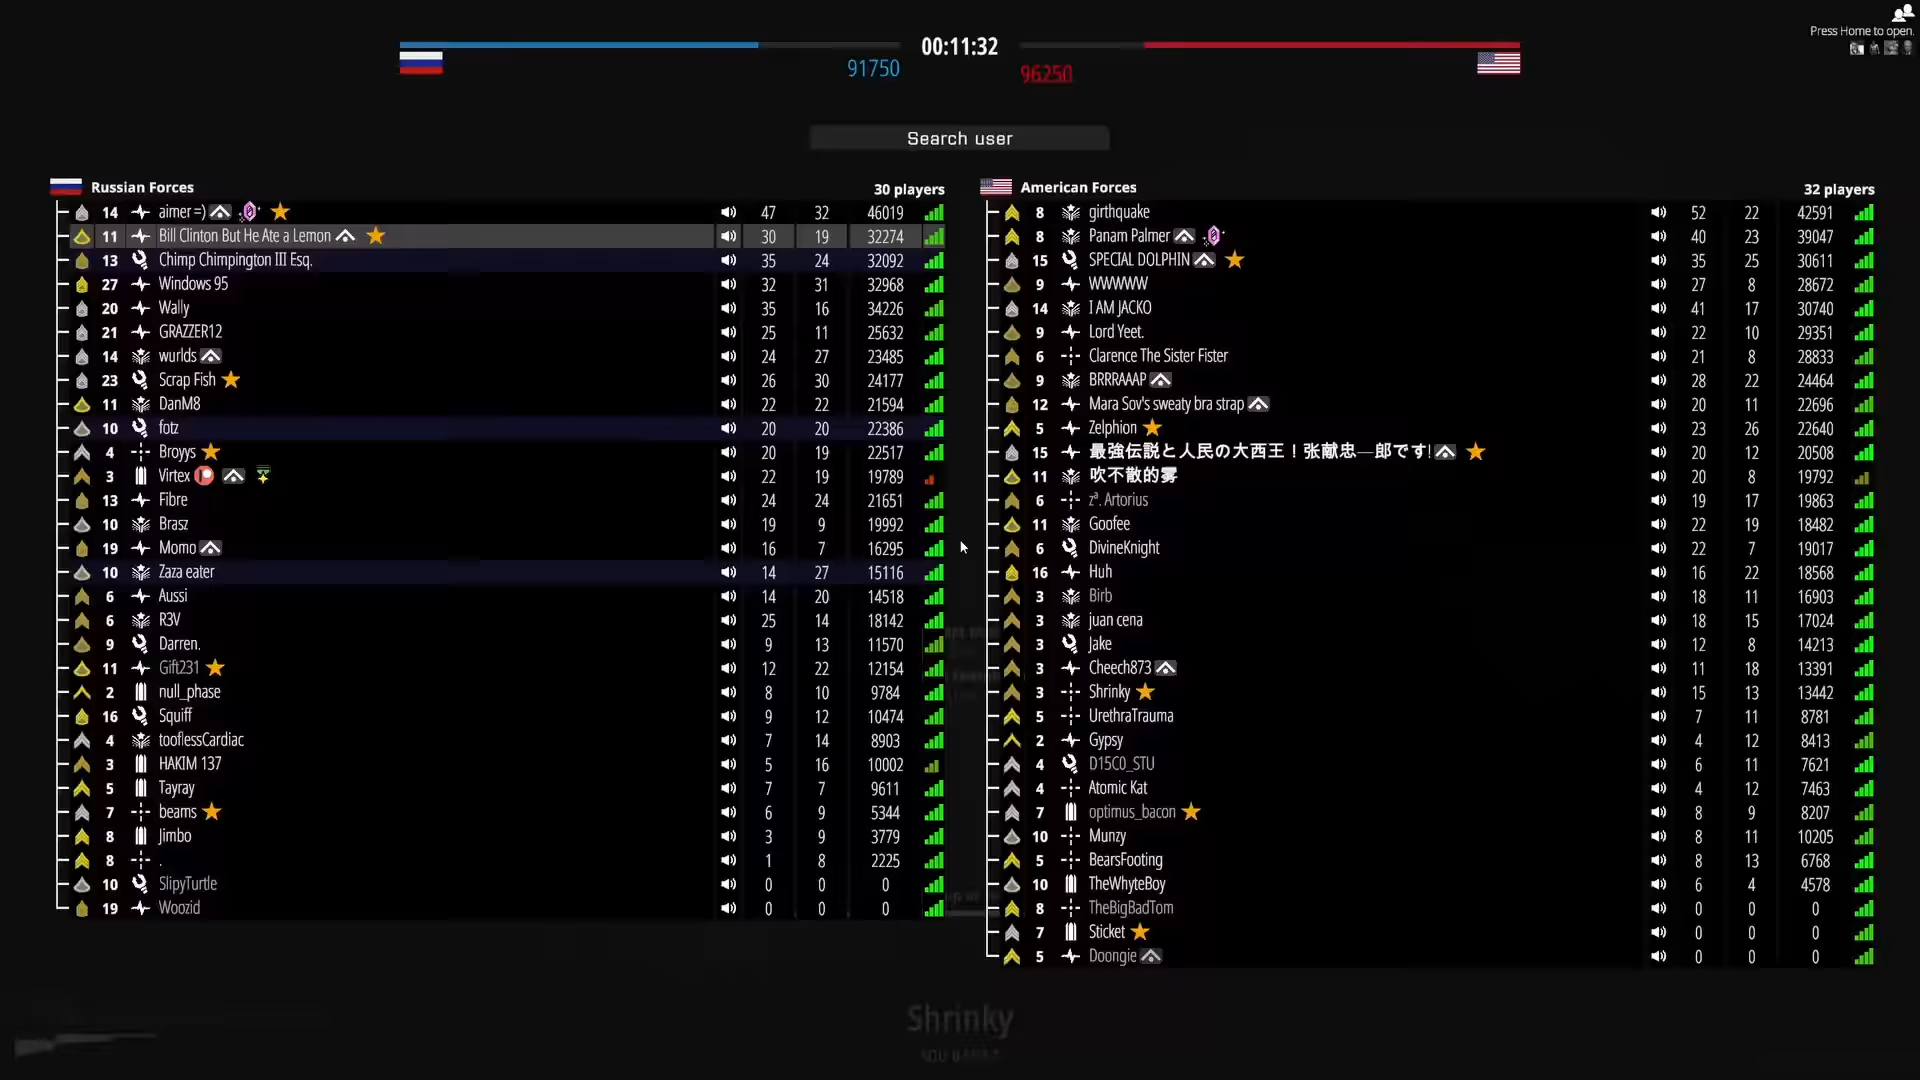 Press Home to open.
00:11:32
91750
96250
Search user
Russian Forces 30 players
14 aimer =) 47 32 46019
11 Bill Clinton But He Ate a Lemon 30 19 32274
13 Chimp Chimpington III Esq. 35 24 32092
27 Windows 95 32 31 32968
20 Wally 35 16 34226
21 GRAZZER12 25 11 25632
14 wurlds 24 27 23485
23 Scrap Fish 26 30 24177
11 DanM8 22 22 21594
10 fotz 20 20 22386
4 Broyys 20 19 22517
3 Virtex 22 19 19789
13 Fibre 24 24 21651
10 Brasz 19 9 19992
19 Momo 16 7 16295
10 Zaza eater 14 27 15116
6 Aussi 14 20 14518
6 R3V 25 14 18142
9 Darren. 9 13 11570
11 Gift231 12 22 12154
2 null_phase 8 10 9784
16 Squiff 9 12 10474
4 tooflessCardiac 7 14 8903
3 HAKIM 137 5 16 10002
5 Tayray 7 7 9611
7 beams 6 9 5344
8 Jimbo 3 9 3779
8 . 1 8 2225
10 SlipyTurtle 0 0 0
19 Woozid 0 0 0
American Forces 32 players
8 girthquake 52 22 42591
8 Panam Palmer 40 23 39047
15 SPECIAL DOLPHIN 35 25 30611
9 WWWWW 27 8 28672
14 I AM JACKO 41 17 30740
9 Lord Yeet. 22 10 29351
6 Clarence The Sister Fister 21 8 28833
9 BRRRAAAP 28 22 24464
12 Mara Sov's sweaty bra strap 20 11 22696
5 Zelphion 23 26 22640
15 最強伝説と人民の大西王！张献忠一郎です! 20 12 20508
11 吹不散的雾 20 8 19792
6 zª. Artorius 19 17 19863
11 Goofee 22 19 18482
6 DivineKnight 22 7 19017
16 Huh 16 22 18568
3 Birb 18 11 16903
3 juan cena 18 15 17024
3 Jake 12 8 14213
3 Cheech873 11 18 13391
3 Shrinky 15 13 13442
5 UrethraTrauma 7 11 8781
2 Gypsy 4 12 8413
4 D15C0_STU 6 11 7621
4 Atomic Kat 4 12 7463
7 optimus_bacon 8 9 8207
10 Munzy 8 11 10205
5 BearsFooting 8 13 6768
10 TheWhyteBoy 6 4 4578
8 TheBigBadTom 0 0 0
7 Sticket 0 0 0
5 Doongie 0 0 0
Shrinky